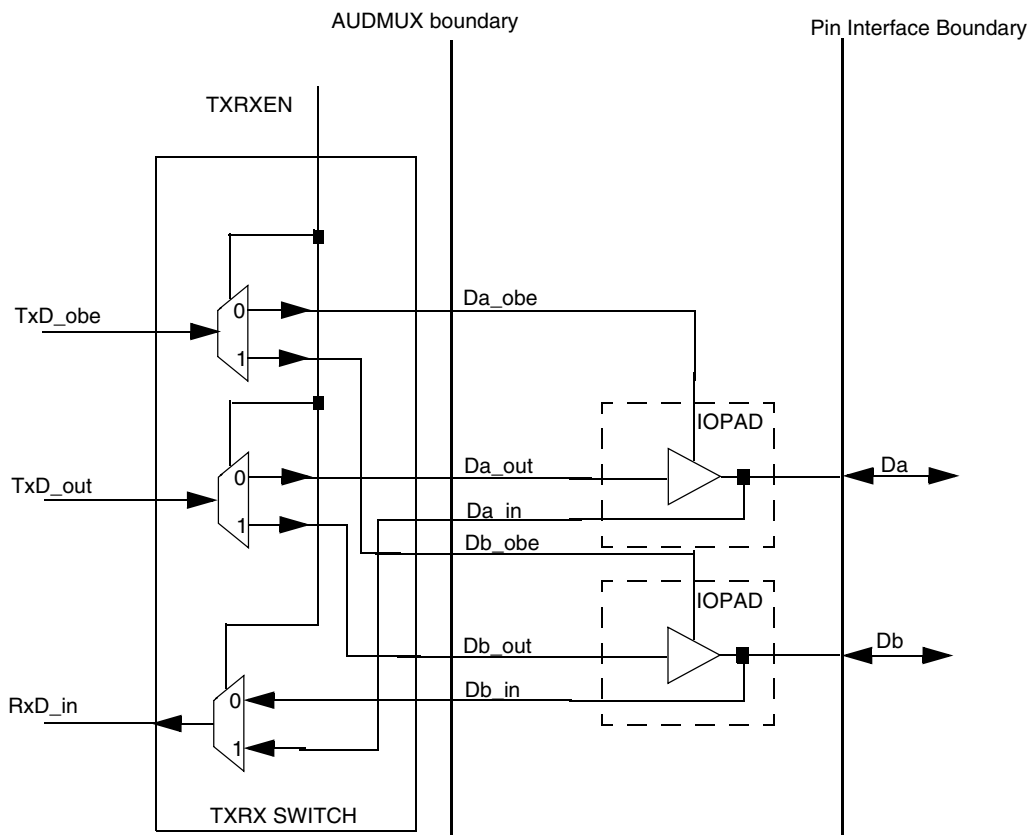 AUDMUX boundary
Pin Interface Boundary
TXRXEN
TxD_obe
0
1
Da_obe
IOPAD
TxD_out
0
1
Da_out
Da
Da_in
Db_obe
IOPAD
Db_out
Db
RxD_in
0
1
Db_in
TXRX SWITCH